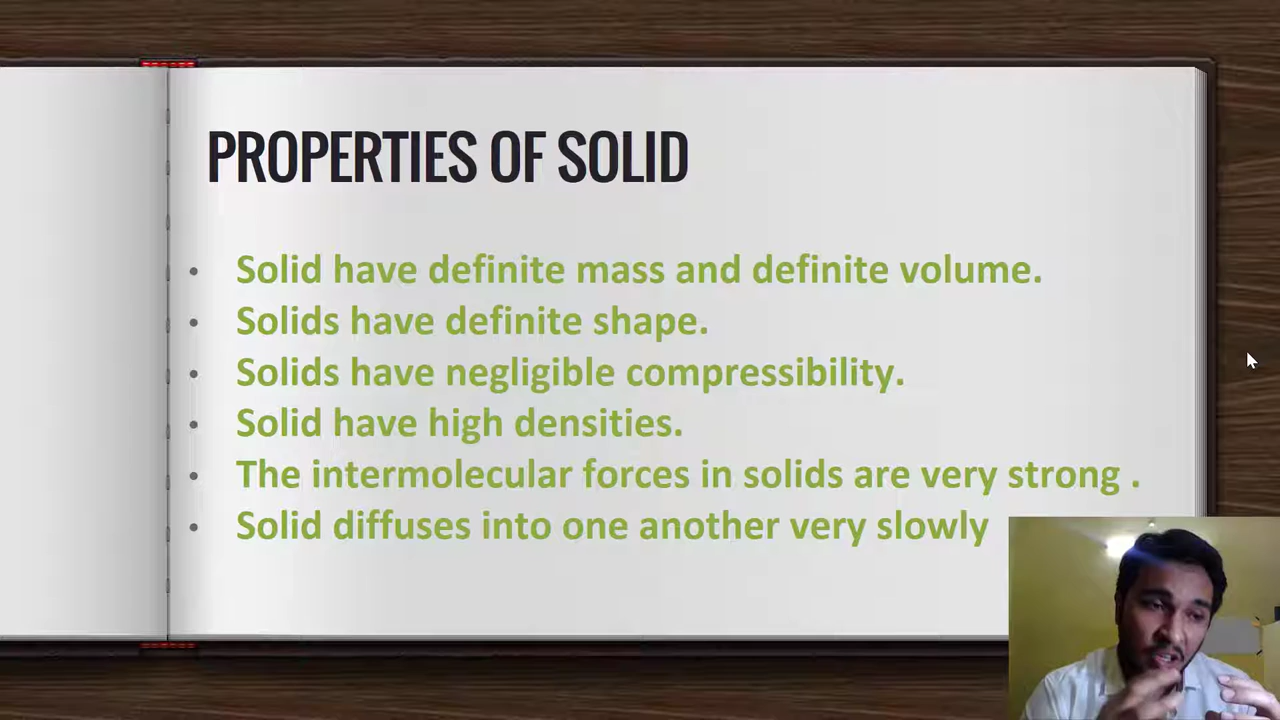 PROPERTIES OF SOLID
• Solid have definite mass and definite volume.
• Solids have definite shape.
• Solids have negligible compressibility.
• Solid have high densities.
• The intermolecular forces in solids are very strong .
• Solid diffuses into one another very slowly